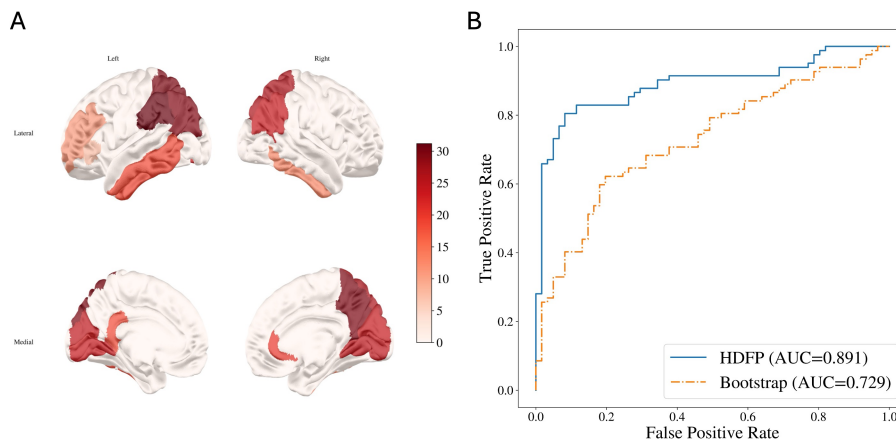 A
Left
Right
Lateral
Medial
30
25
20
15
10
5
0
B
True Positive Rate
1.0
0.8
0.6
0.4
0.2
0.0
0.0 0.2 0.4 0.6 0.8 1.0
False Positive Rate
HDFP (AUC=0.891)
Bootstrap (AUC=0.729)